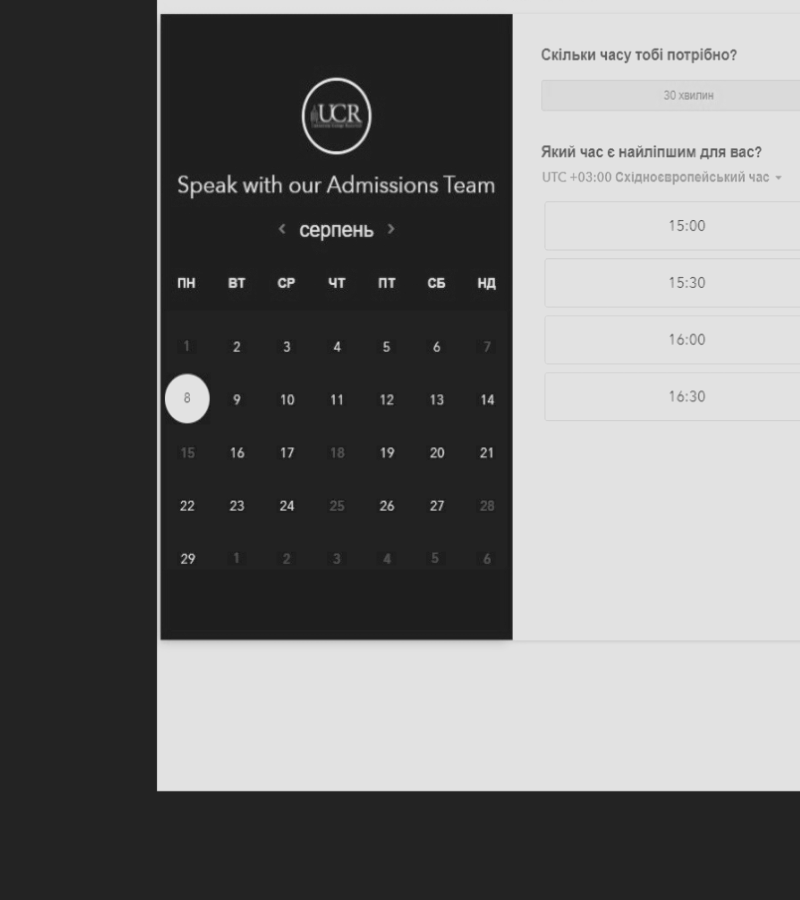 UCR
Speak with our Admissions Team
‹ серпень ›
ПН ВТ СР ЧТ ПТ СБ НД
1 2 3 4 5 6 7
8 9 10 11 12 13 14
15 16 17 18 19 20 21
22 23 24 25 26 27 28
29 1 2 3 4 5 6
Скільки часу тобі потрібно?
30 хвилин
Який час є найліпшим для вас?
UTC +03:00 Східноєвропейський час
15:00
15:30
16:00
16:30